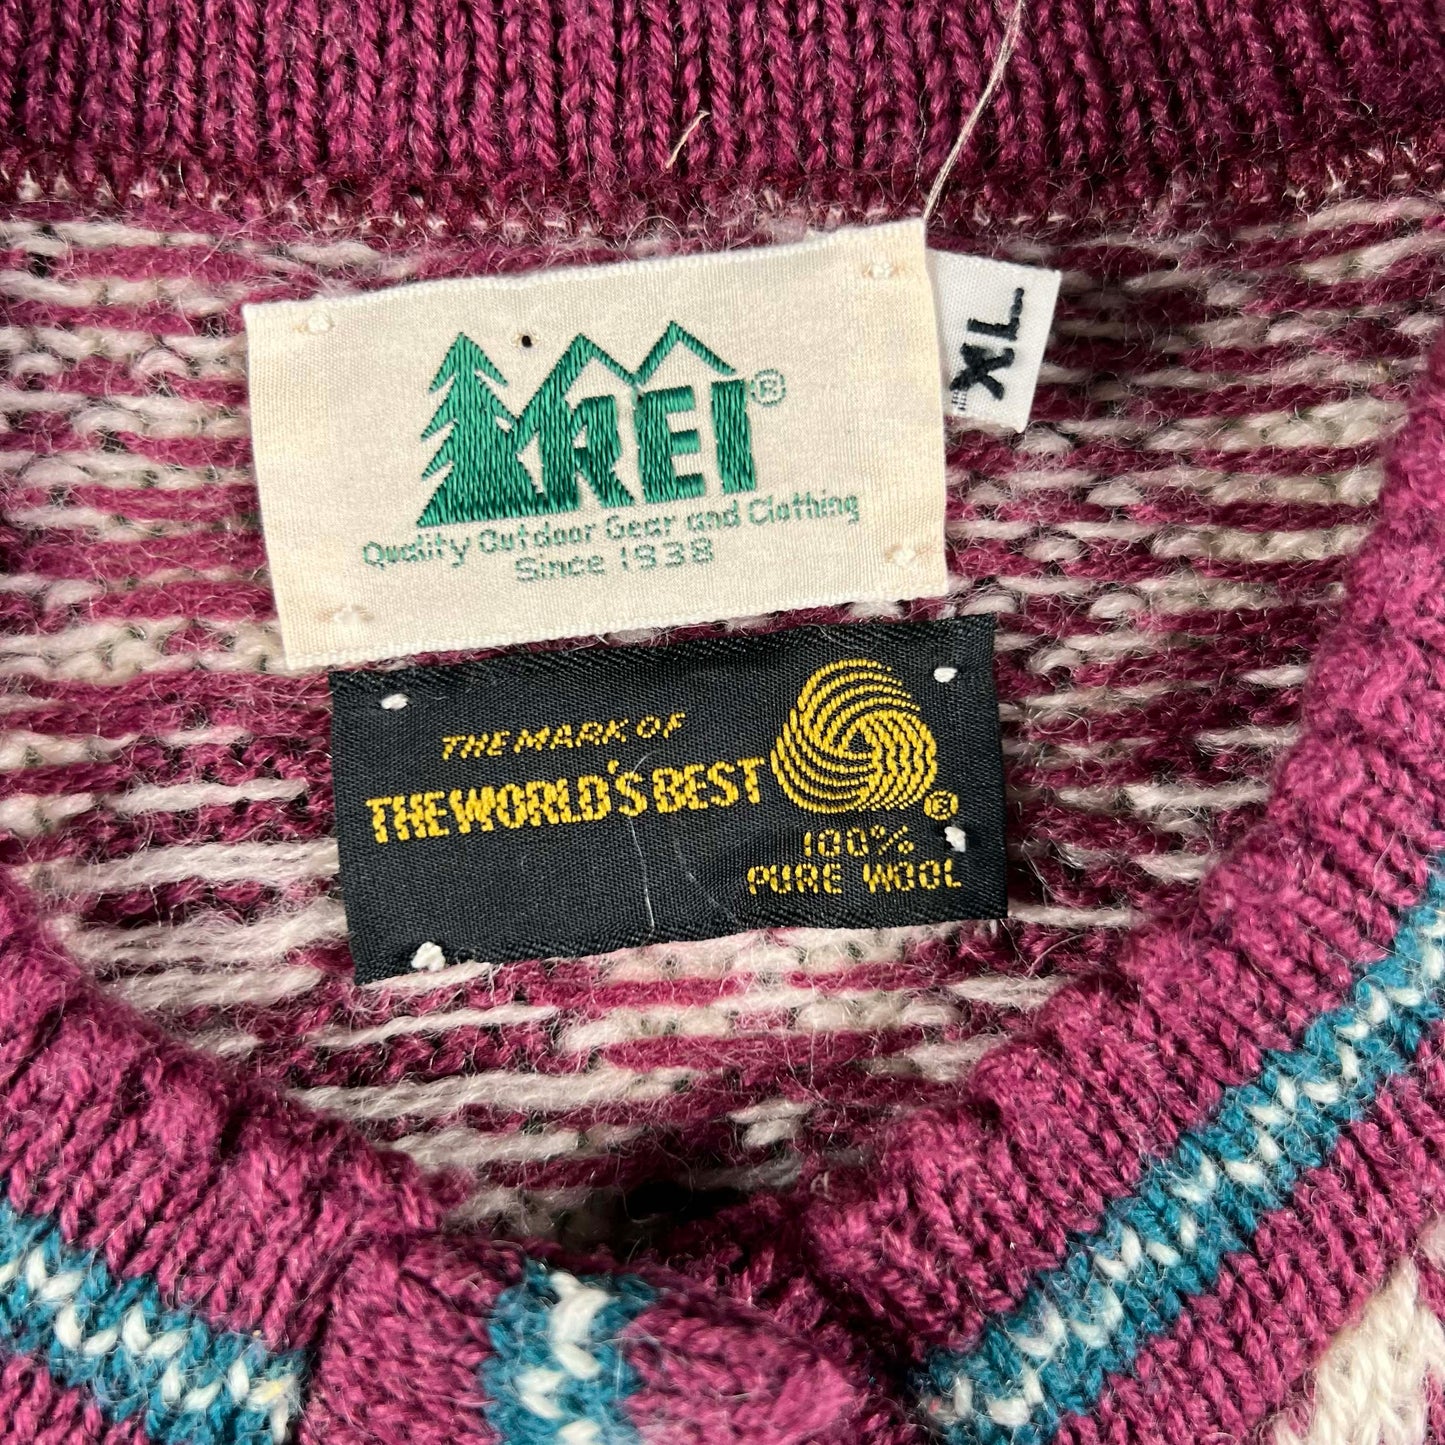 REI®
Quality Outdoor Gear and Clothing
Since 1938
XL
THE MARK OF
THE WORLD'S BEST
®
100%
PURE WOOL